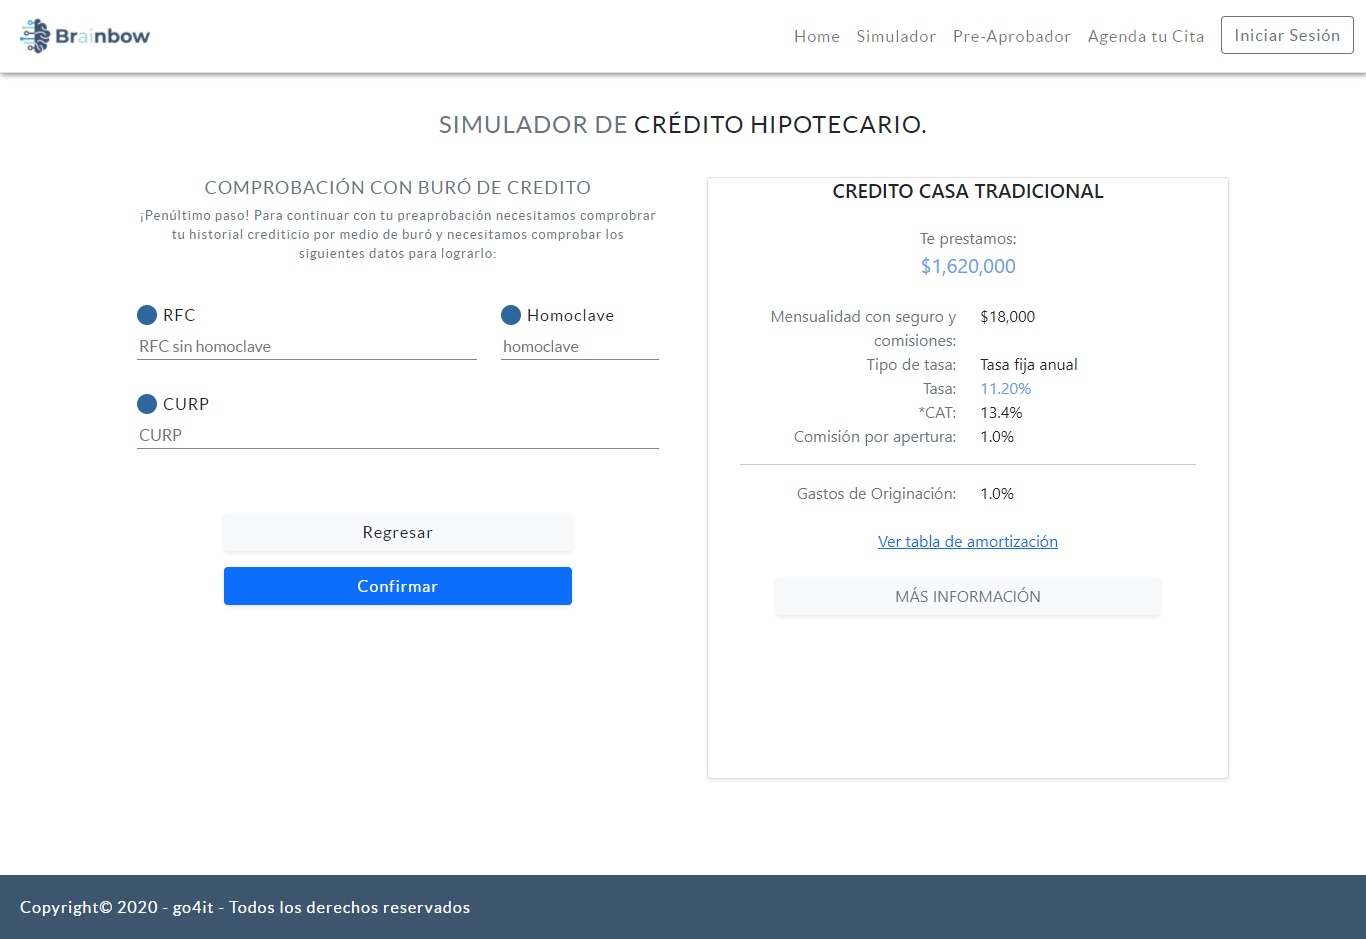 Brainbow
Home Simulador Pre-Aprobador Agenda tu Cita Iniciar Sesión
SIMULADOR DE CRÉDITO HIPOTECARIO.
COMPROBACIÓN CON BURÓ DE CREDITO
¡Penúltimo paso! Para continuar con tu preaprobación necesitamos comprobrar
tu historial crediticio por medio de buró y necesitamos comprobar los
siguientes datos para lograrlo:
RFC Homoclave
RFC sin homoclave homoclave
CURP
CURP
Regresar
Confirmar
CREDITO CASA TRADICIONAL
Te prestamos:
$1,620,000
Mensualidad con seguro y $18,000
comisiones:
Tipo de tasa: Tasa fija anual
Tasa: 11.20%
*CAT: 13.4%
Comisión por apertura: 1.0%
Gastos de Originación: 1.0%
Ver tabla de amortización
MÁS INFORMACIÓN
Copyright© 2020 - go4it - Todos los derechos reservados